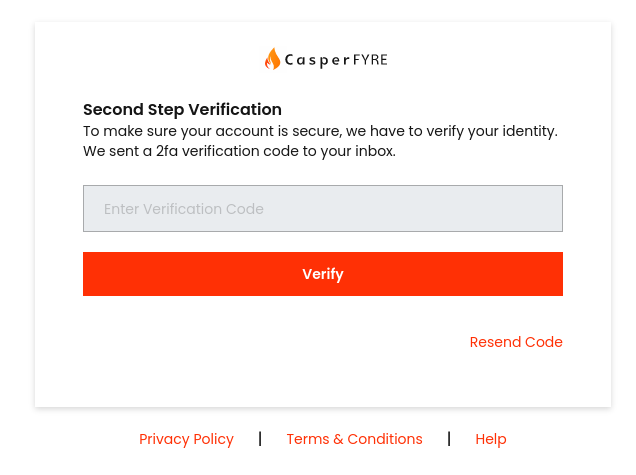 CasperFYRE
Second Step Verification
To make sure your account is secure, we have to verify your identity.
We sent a 2fa verification code to your inbox.
Enter Verification Code
Verify
Resend Code
Privacy Policy | Terms & Conditions | Help